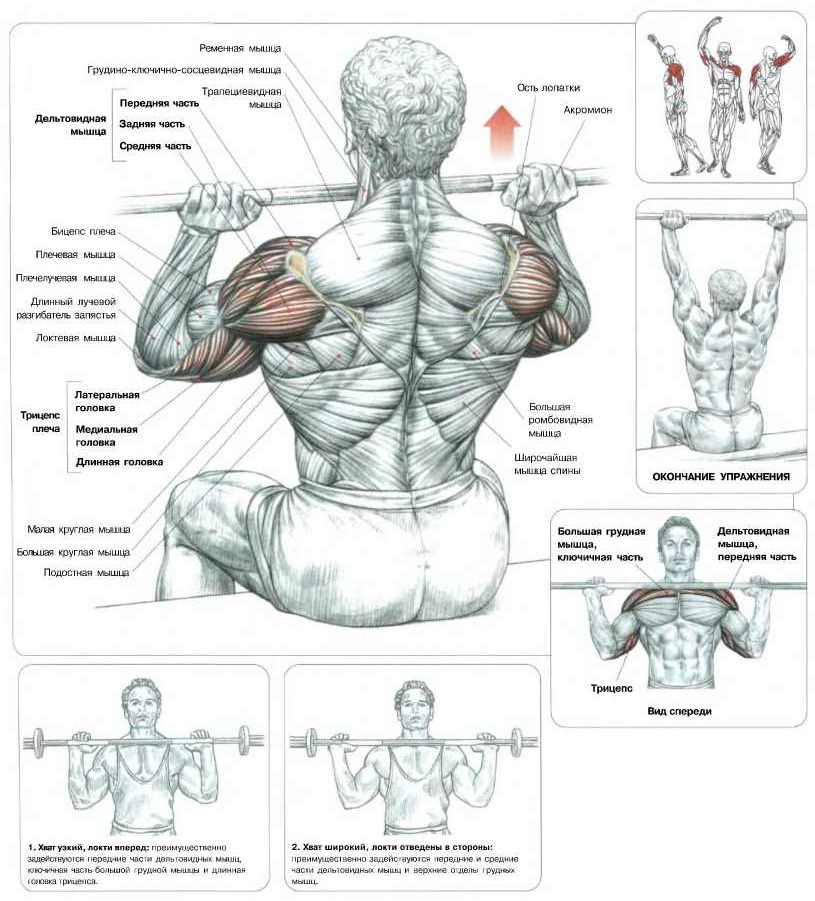 Ременная мышца
Грудино-ключично-сосцевидная мышца
Трапециевидная
мышца
Дельтовидная
мышца
Передняя часть
Задняя часть
Средняя часть
Ость лопатки
Акромион
Бицепс плеча
Плечевая мышца
Плечелучевая мышца
Длинный лучевой
разгибатель запястья
Локтевая мышца
Трицепс
плеча
Латеральная
головка
Медиальная
головка
Длинная головка
Малая круглая мышца
Большая круглая мышца
Подостная мышца
Большая
ромбовидная
мышца
Широчайшая
мышца спины
ОКОНЧАНИЕ УПРАЖНЕНИЯ
Большая грудная
мышца,
ключичная часть
Дельтовидная
мышца,
передняя часть
Трицепс
Вид спереди
1. Хват узкий, локти вперед: преимущественно
задействуются передние части дельтовидных мышц,
ключичная часть большой грудной мышцы и длинная
головка трицепса.
2. Хват широкий, локти отведены в стороны:
преимущественно задействуются передние и средние
части дельтовидных мышц и верхние отделы грудных
мышц.